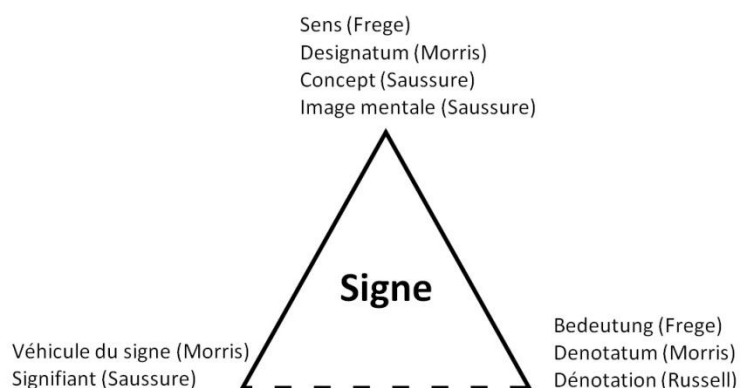 Sens (Frege)
Designatum (Morris)
Concept (Saussure)
Image mentale (Saussure)
Signe
Véhicule du signe (Morris)
Signifiant (Saussure)
Bedeutung (Frege)
Denotatum (Morris)
Dénotation (Russell)